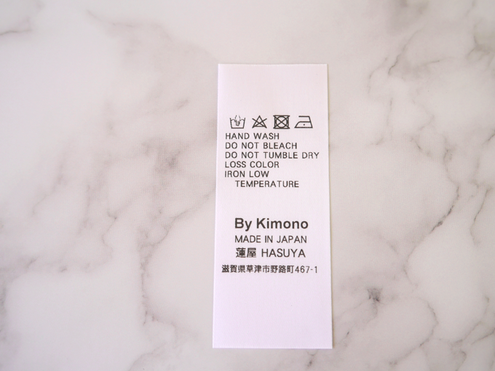 HAND WASH
DO NOT BLEACH
DO NOT TUMBLE DRY
LOSS COLOR
IRON LOW
TEMPERATURE
By Kimono
MADE IN JAPAN
蓮屋 HASUYA
滋賀県草津市野路町467-1